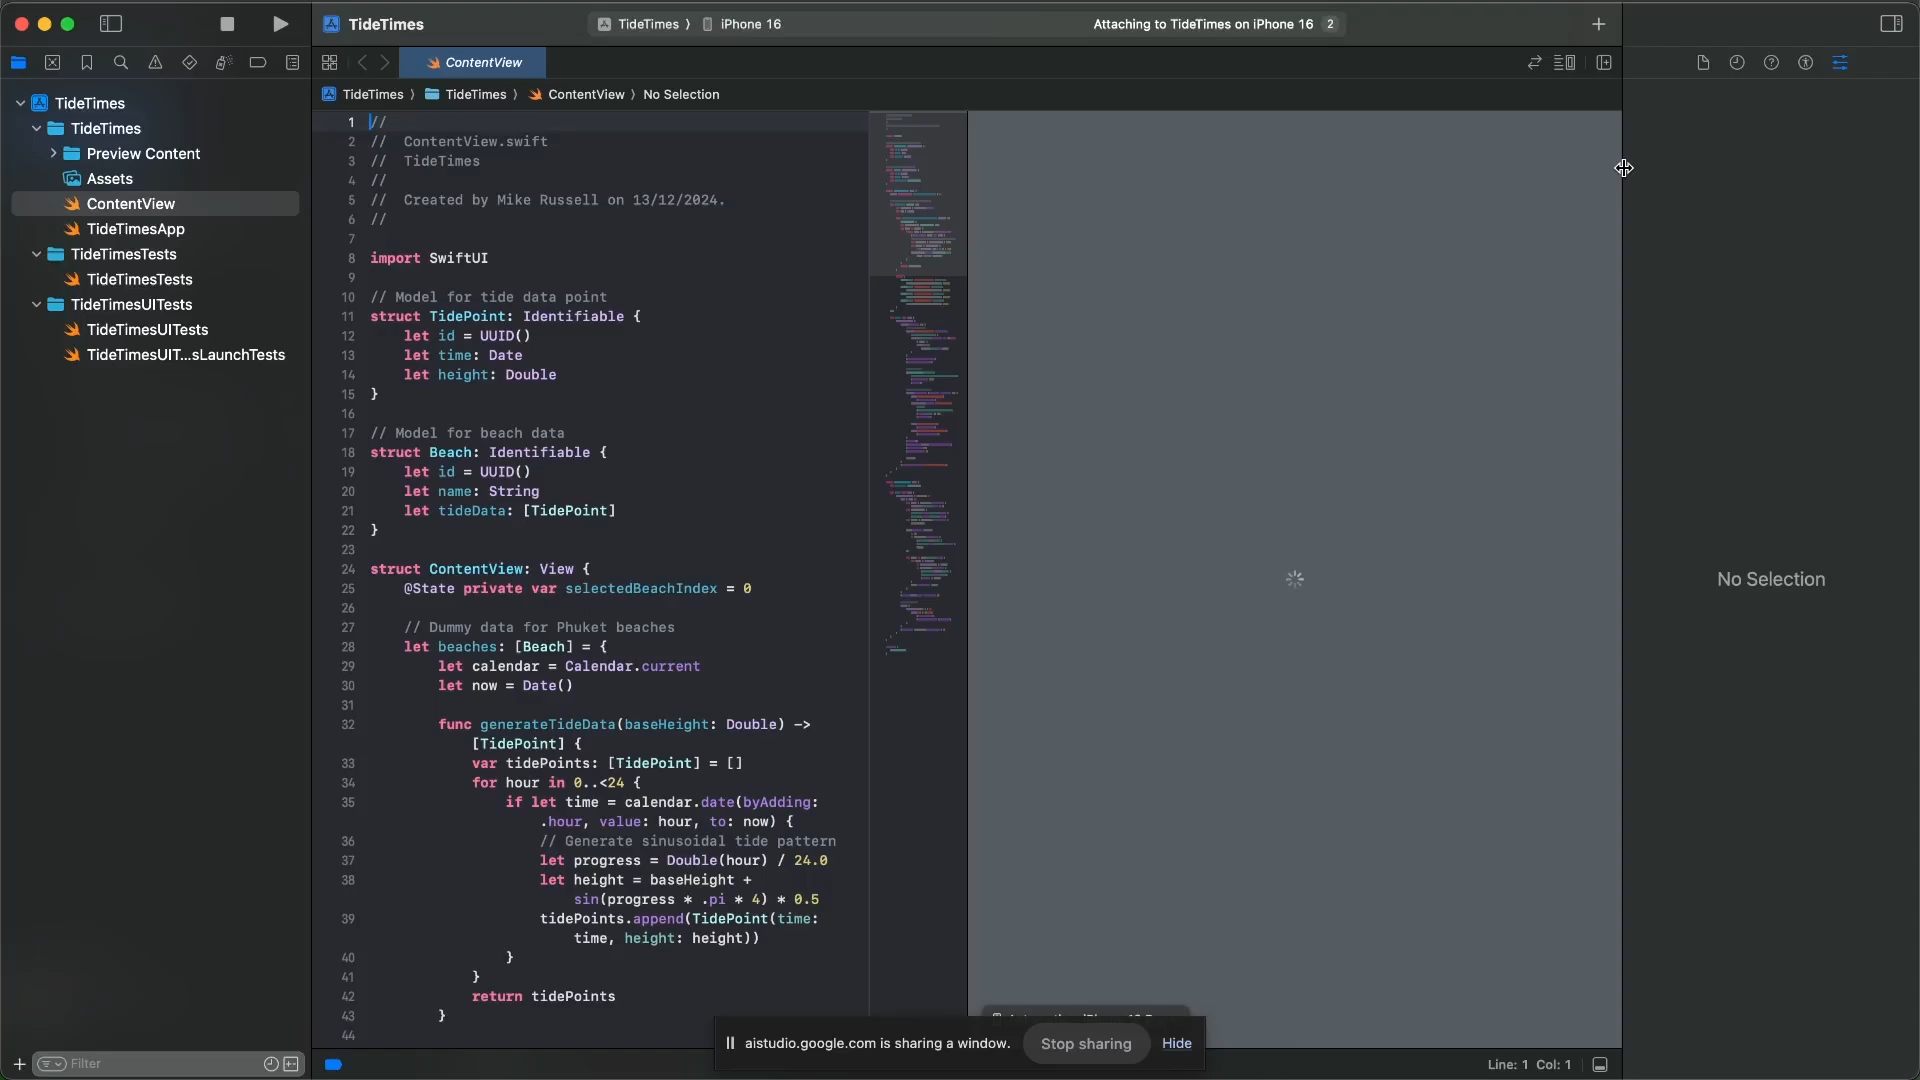 TideTimes
TideTimes 〉 iPhone 16
Attaching to TideTimes on iPhone 16 2
ContentView
TideTimes 〉 TideTimes 〉 ContentView 〉 No Selection
TideTimes
TideTimes
Preview Content
Assets
ContentView
TideTimesApp
TideTimesTests
TideTimesTests
TideTimesUITests
TideTimesUITests
TideTimesUIT...sLaunchTests
Filter
1 //
2 //  ContentView.swift
3 //  TideTimes
4 //
5 //  Created by Mike Russell on 13/12/2024.
6 //
7
8 import SwiftUI
9
10 // Model for tide data point
11 struct TidePoint: Identifiable {
12     let id = UUID()
13     let time: Date
14     let height: Double
15 }
16
17 // Model for beach data
18 struct Beach: Identifiable {
19     let id = UUID()
20     let name: String
21     let tideData: [TidePoint]
22 }
23
24 struct ContentView: View {
25     @State private var selectedBeachIndex = 0
26
27     // Dummy data for Phuket beaches
28     let beaches: [Beach] = {
29         let calendar = Calendar.current
30         let now = Date()
31
32         func generateTideData(baseHeight: Double) ->
[TidePoint] {
33             var tidePoints: [TidePoint] = []
34             for hour in 0..<24 {
35                 if let time = calendar.date(byAdding:
.hour, value: hour, to: now) {
36                     // Generate sinusoidal tide pattern
37                     let progress = Double(hour) / 24.0
38                     let height = baseHeight +
sin(progress * .pi * 4) * 0.5
39                     tidePoints.append(TidePoint(time:
time, height: height))
40                 }
41             }
42             return tidePoints
43         }
44
No Selection
aistudio.google.com is sharing a window.
Stop sharing
Hide
Line: 1 Col: 1